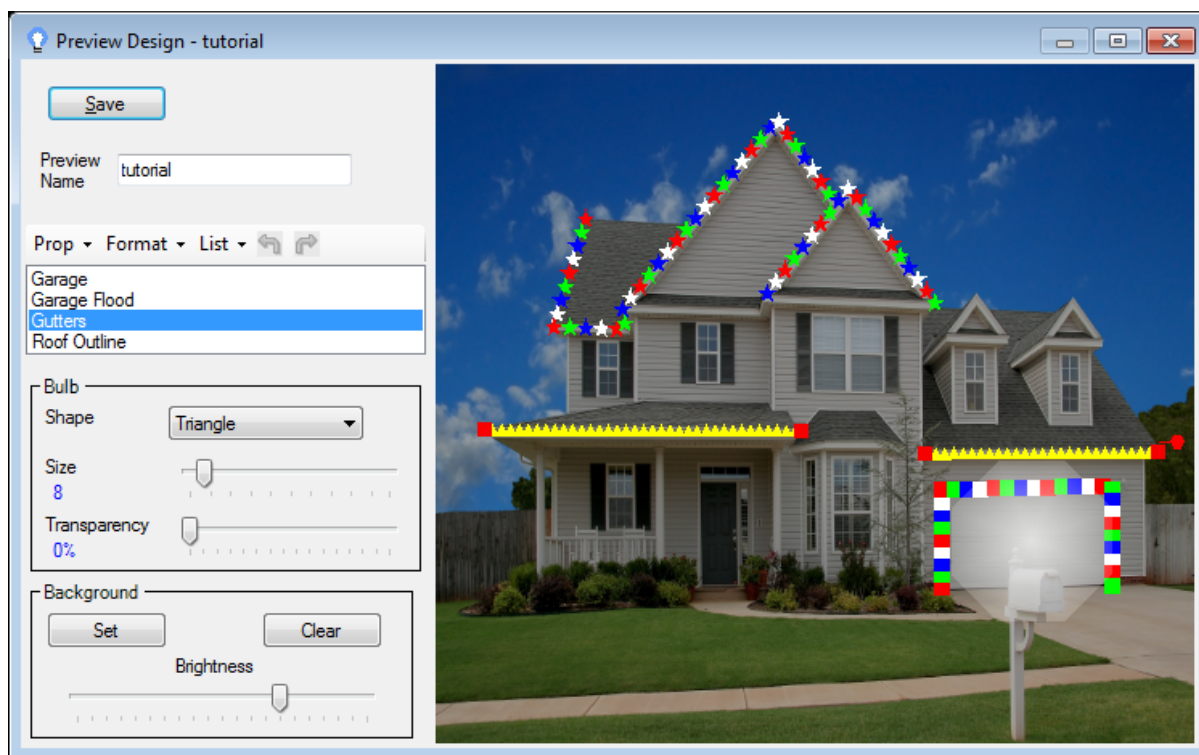 Preview Design - tutorial
Save
Preview
Name
tutorial
Prop Format List
Garage
Garage Flood
Gutters
Roof Outline
Bulb
Shape
Triangle
Size
8
Transparency
0%
Background
Set Clear
Brightness